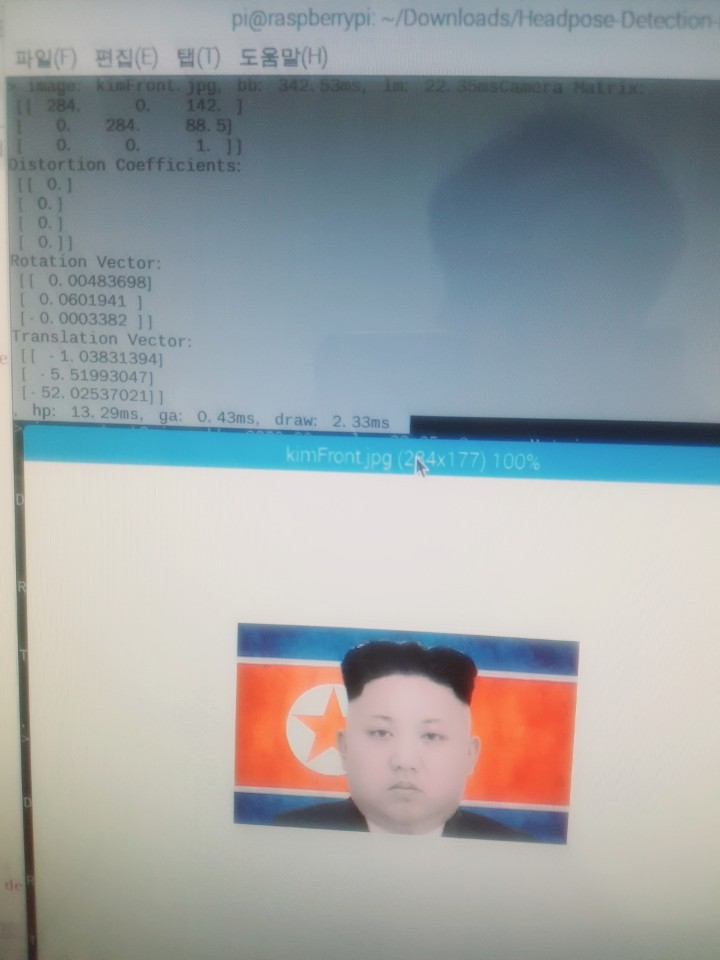 pi@raspberrypi: ~/Downloads/Headpose-Detection-
파일(F) 편집(E) 탭(T) 도움말(H)
> image: kimFront.jpg, bb: 342.53ms, lm: 22.35msCamera Matrix:
[[ 284. 0. 142. ]
[ 0. 284. 88.5]
[ 0. 0. 1. ]]
Distortion Coefficients:
[[ 0.]
[ 0.]
[ 0.]
[ 0.]]
Rotation Vector:
[[ 0.00483698]
[ 0.0601941 ]
[-0.0003382 ]]
Translation Vector:
[[ -1.03831394]
[ -5.51993047]
[-52.02537021]]
, hp: 13.29ms, ga: 0.43ms, draw: 2.33ms
kimFront.jpg (284x177) 100%
D
R
T
>
D
de R